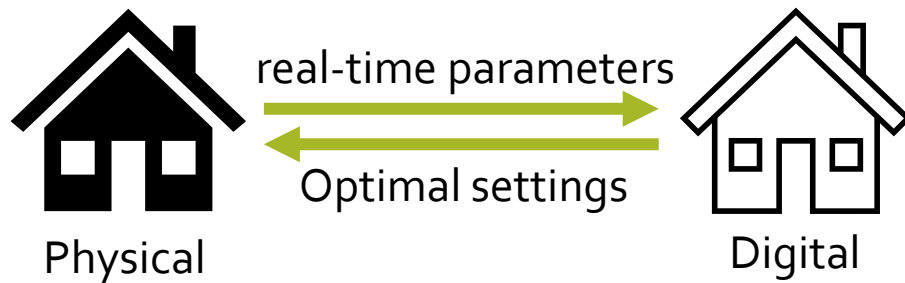 real-time parameters
Optimal settings
Physical
Digital